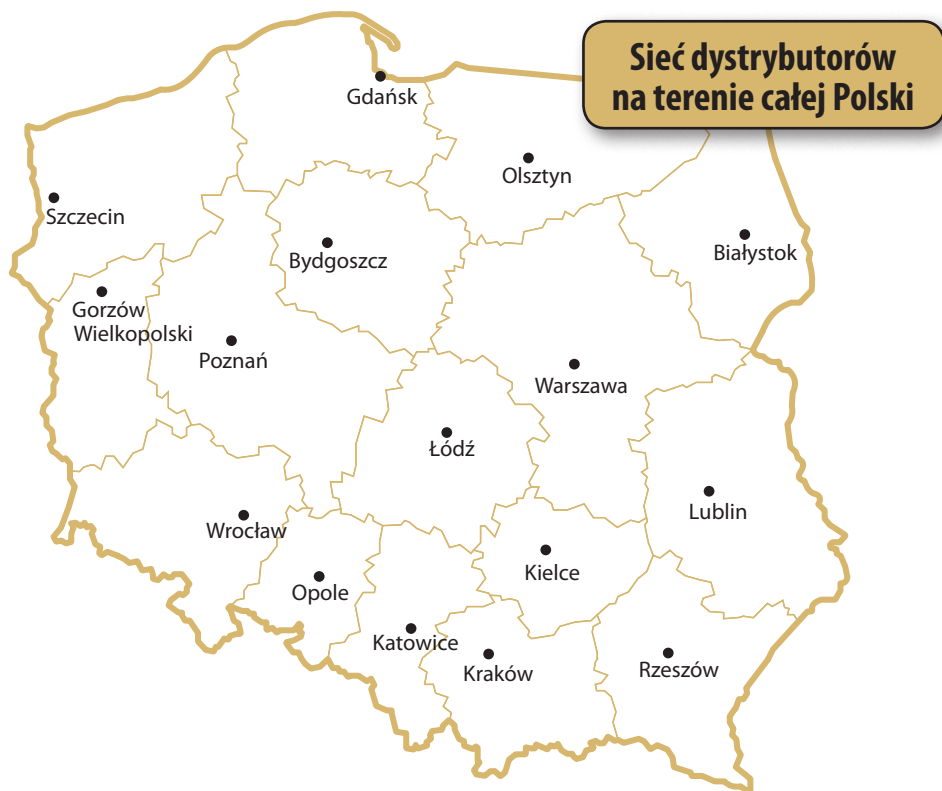 Sieć dystrybutorów
na terenie całej Polski
Gdańsk
Olsztyn
Szczecin
Bydgoszcz
Białystok
Gorzów
Wielkopolski
Poznań
Warszawa
Łódź
Lublin
Wrocław
Kielce
Opole
Katowice
Kraków
Rzeszów